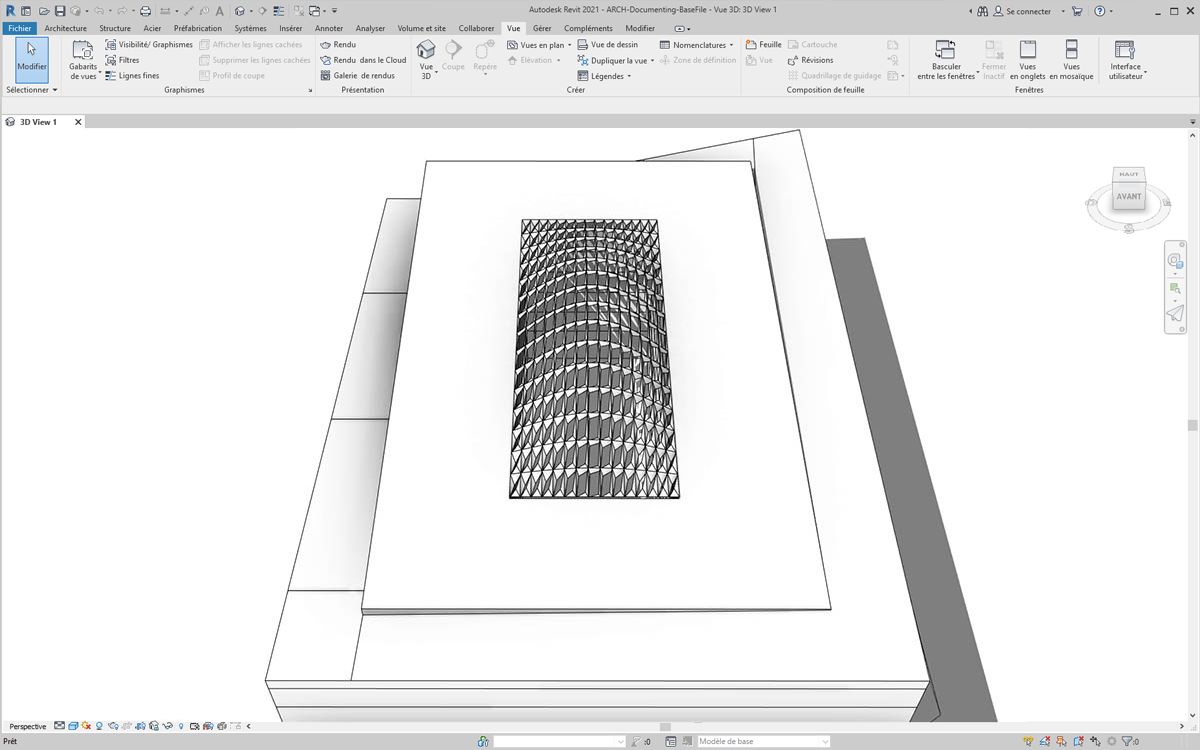 Autodesk Revit 2021 - ARCH-Documenting-BaseFile - Vue 3D: 3D View 1
Se connecter
Fichier Architecture Structure Acier Préfabrication Systèmes Insérer Annoter Analyser Volume et site Collaborer Vue Gérer Compléments Modifier
Modifier
Sélectionner
Gabarits
de vues
Visibilité/ Graphismes
Filtres
Lignes fines
Afficher les lignes cachées
Supprimer les lignes cachées
Profil de coupe
Graphismes
Rendu
Rendu dans le Cloud
Galerie de rendus
Présentation
Vue
3D
Coupe
Repère
Vues en plan
Élévation
Vue de dessin
Dupliquer la vue
Légendes
Nomenclatures
Zone de définition
Créer
Feuille
Vue
Cartouche
Révisions
Quadrillage de guidage
Composition de feuille
Basculer
entre les fenêtres
Fermer
Inactif
Vues
en onglets
Vues
en mosaïque
Fenêtres
Interface
utilisateur
3D View 1
HAUT
AVANT
Perspective
Prêt
:0
Modèle de base
:0